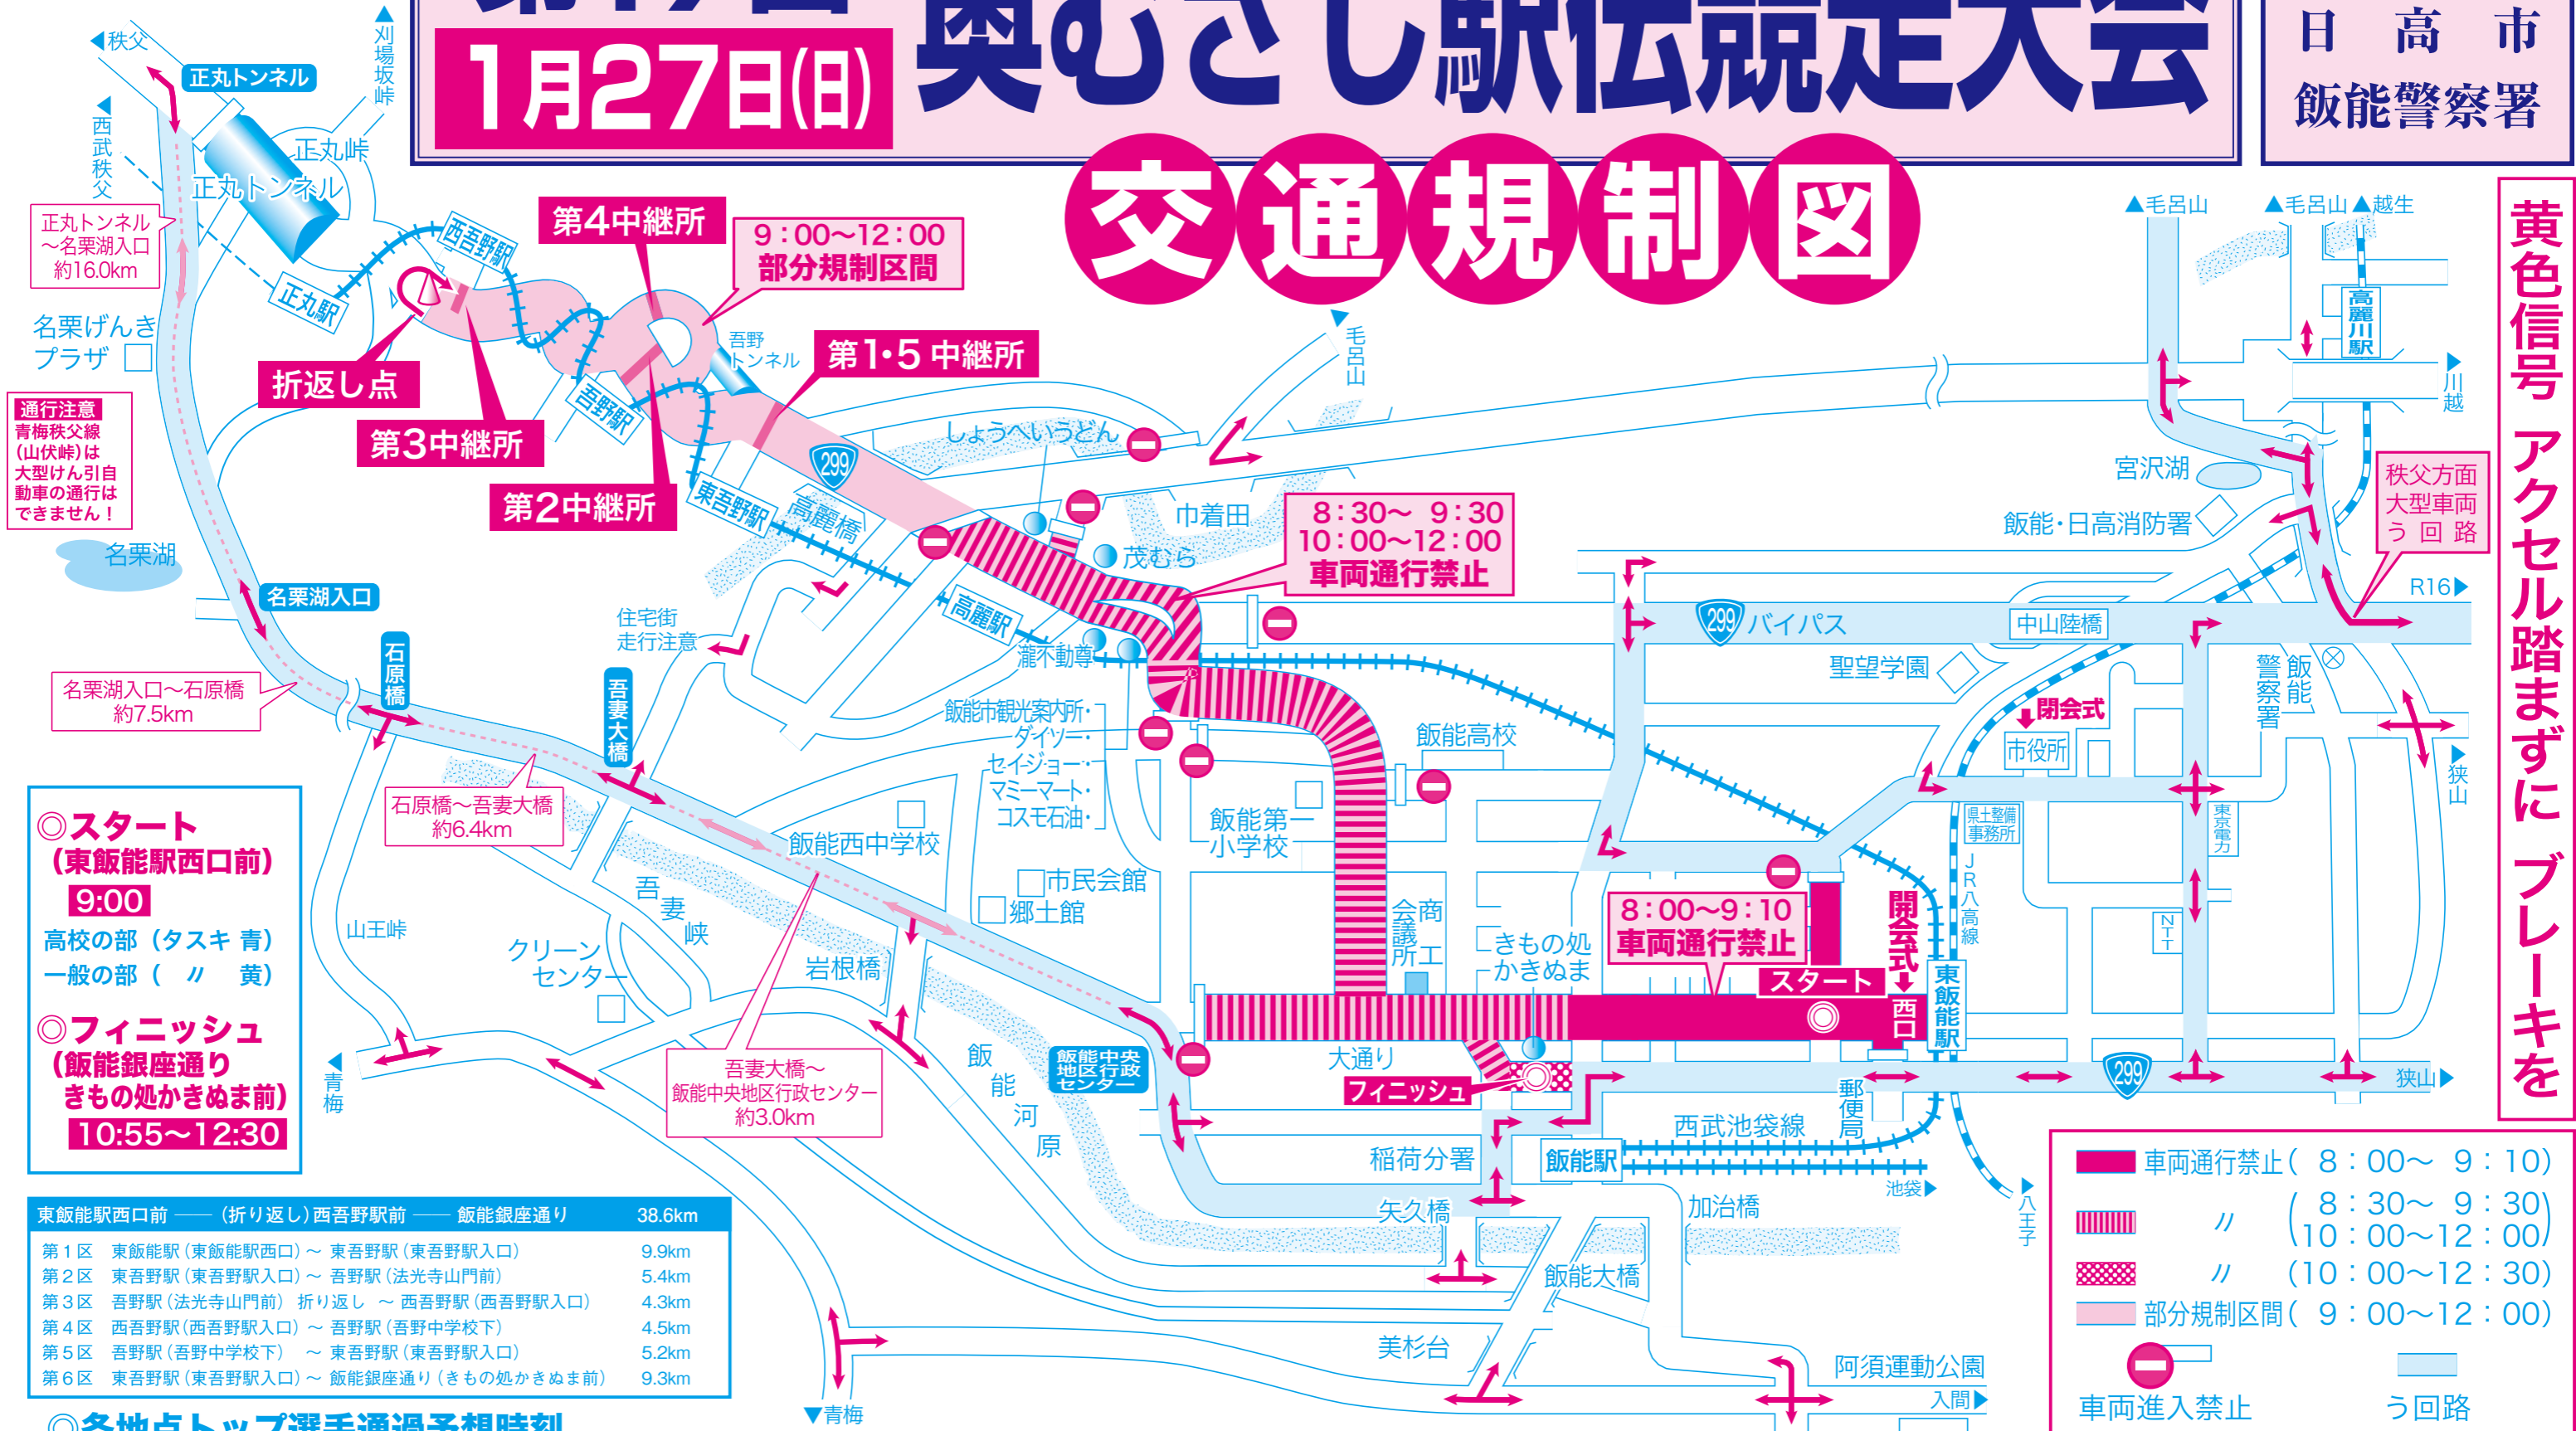 1月27日(日)
奥むさし駅伝競走大会
日高市
飯能警察署
交通規制図
黄色信号 アクセル踏まずに ブレーキを
◀秩父
▲刈場坂峠
正丸トンネル
◀西武秩父
正丸峠
正丸トンネル
正丸トンネル
～名栗湖入口
約16.0km
西吾野駅
正丸駅
第4中継所
9：00～12：00
部分規制区間
名栗げんき
プラザ
折返し点
吾野
トンネル
第1・5中継所
吾野駅
第3中継所
第2中継所
通行注意
青梅秩父線
(山伏峠)は
大型けん引自
動車の通行は
できません！
名栗湖
名栗湖入口
299
東吾野駅
高麗橋
しょうへいうどん
▲毛呂山
巾着田
茂むら
8：30～ 9：30
10：00～12：00
車両通行禁止
▲毛呂山
▲毛呂山
▲越生
高麗川駅
▶川越
宮沢湖
飯能・日高消防署
秩父方面
大型車両
う回路
R16▶
299 バイパス
中山陸橋
聖望学園
飯能警察署
閉会式
市役所
▶狭山
住宅街
走行注意
高麗駅
瀧不動尊
飯能市観光案内所・
ダイソー・
セイジョー・
マミーマート・
コスモ石油・
名栗湖入口～石原橋
約7.5km
石原橋
吾妻大橋
石原橋～吾妻大橋
約6.4km
飯能西中学校
飯能第一
小学校
飯能高校
県土整備
事務所
東京電力
JR八高線
NTT
◎スタート
(東飯能駅西口前)
9:00
高校の部（タスキ 青）
一般の部（ 〃 黄）
◎フィニッシュ
(飯能銀座通り
きもの処かきぬま前)
10:55～12:30
山王峠
クリーン
センター
吾妻峡
岩根橋
市民会館
郷土館
商工会議所
きもの処
かきぬま
8：00～9：10
車両通行禁止
開会式
スタート
西口
東飯能駅
◀青梅
吾妻大橋～
飯能中央地区行政センター
約3.0km
飯能河原
飯能中央
地区行政
センター
大通り
フィニッシュ
299
狭山▶
郵便局
西武池袋線
稲荷分署
飯能駅
池袋▶
▶八王子
矢久橋
加治橋
飯能大橋
美杉台
阿須運動公園
入間▶
▼青梅
東飯能駅西口前 ── (折り返し)西吾野駅前 ── 飯能銀座通り 38.6km
第1区 東飯能駅(東飯能駅西口)～ 東吾野駅(東吾野駅入口) 9.9km
第2区 東吾野駅(東吾野駅入口)～ 吾野駅(法光寺山門前) 5.4km
第3区 吾野駅(法光寺山門前) 折り返し ～ 西吾野駅(西吾野駅入口) 4.3km
第4区 西吾野駅(西吾野駅入口)～ 吾野駅(吾野中学校下) 4.5km
第5区 吾野駅(吾野中学校下) ～ 東吾野駅(東吾野駅入口) 5.2km
第6区 東吾野駅(東吾野駅入口)～ 飯能銀座通り(きもの処かきぬま前) 9.3km
◎各地点トップ選手通過予想時刻
車両通行禁止( 8：00～ 9：10)
〃 ( 8：30～ 9：30
10：00～12：00)
〃 (10：00～12：30)
部分規制区間( 9：00～12：00)
車両進入禁止
う回路